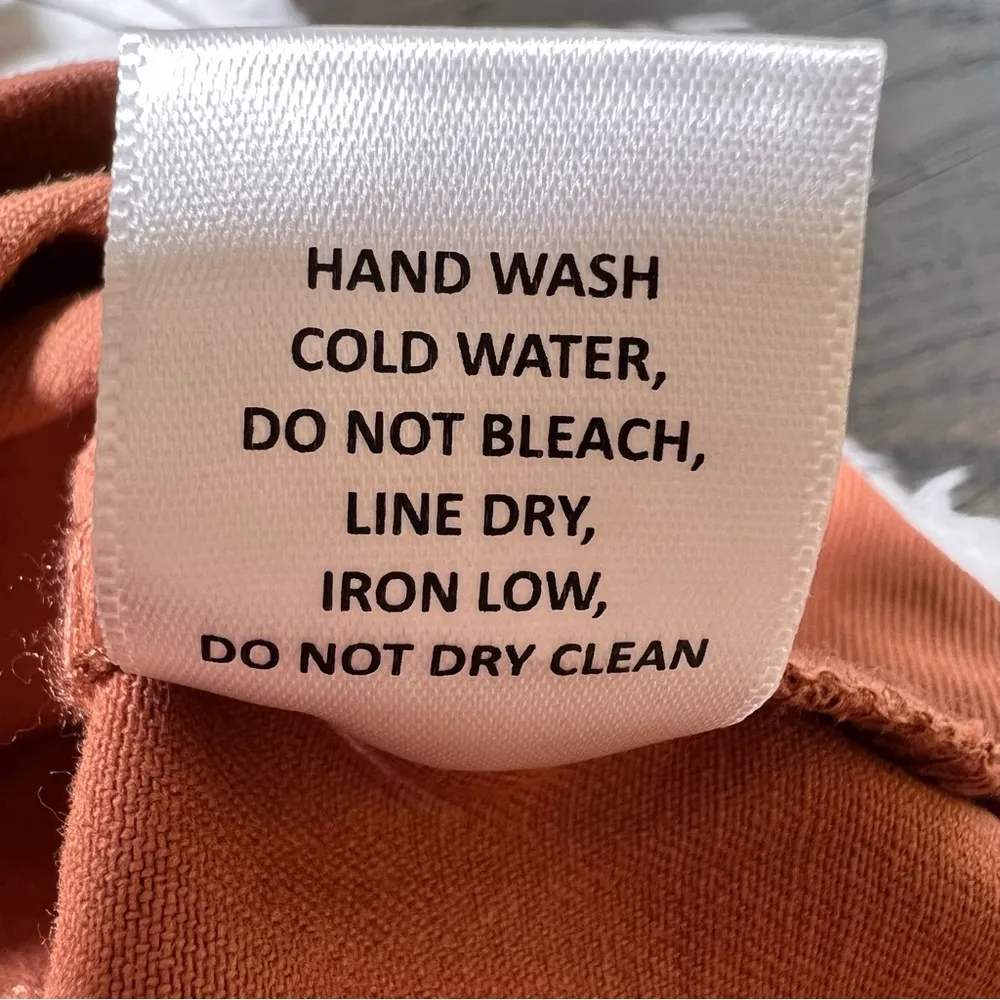 HAND WASH
COLD WATER,
DO NOT BLEACH,
LINE DRY,
IRON LOW,
DO NOT DRY CLEAN